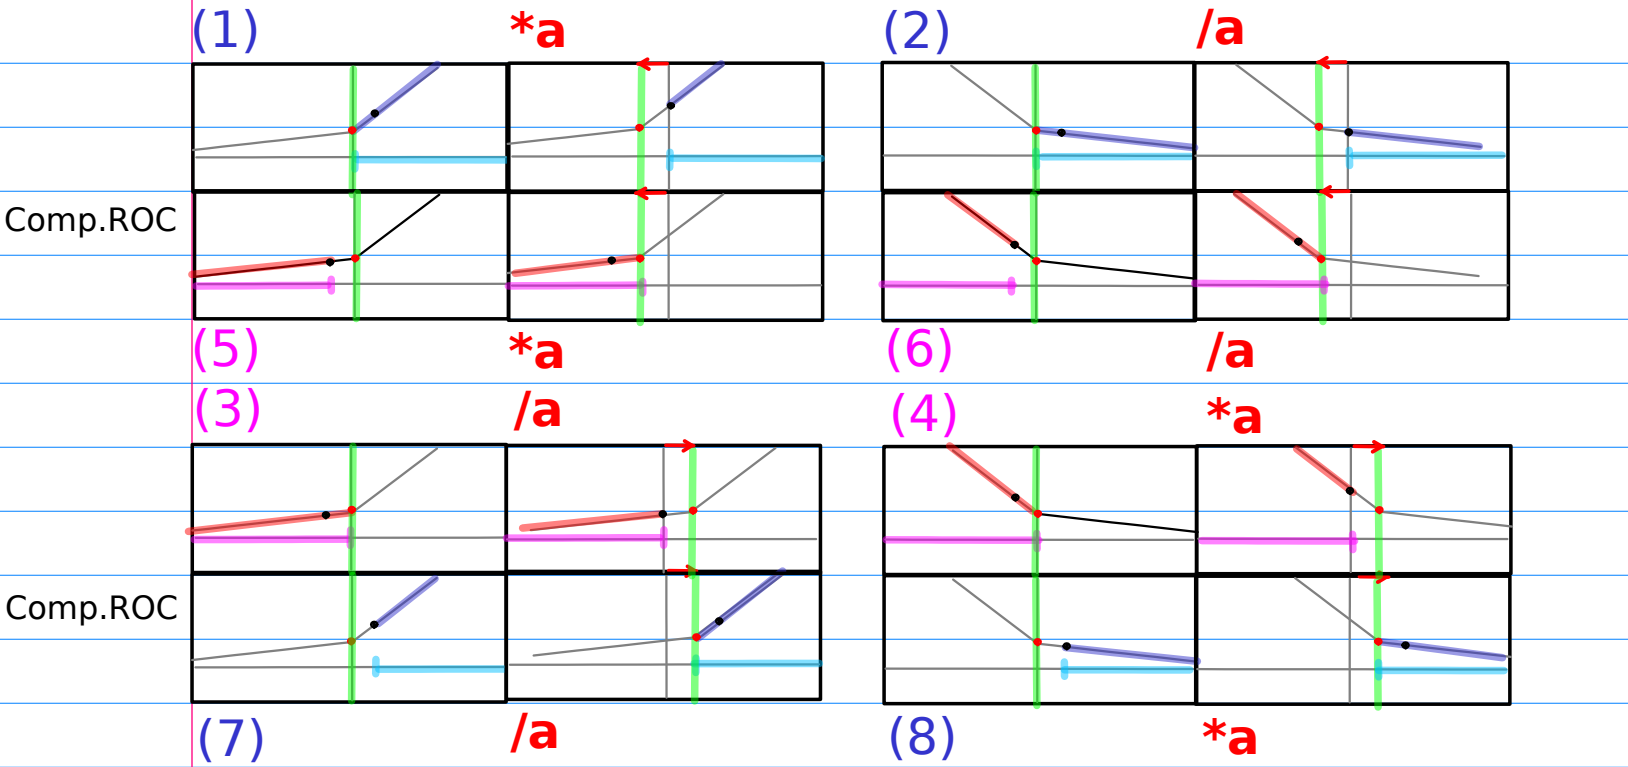 (1) *a (2) /a
Comp.ROC
(5) *a (6) /a
(3) /a (4) *a
Comp.ROC
(7) /a (8) *a